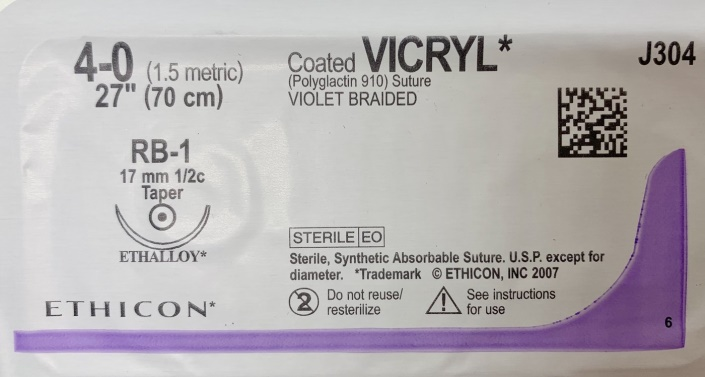 4-0 (1.5 metric)
27" (70 cm)
Coated VICRYL*
(Polyglactin 910) Suture
VIOLET BRAIDED
J304
RB-1
17 mm 1/2c
Taper
ETHALLOY*
ETHICON*
STERILE EO
Sterile, Synthetic Absorbable Suture. U.S.P. except for
diameter. *Trademark © ETHICON, INC 2007
2 Do not reuse/
resterilize
! See instructions
for use
6